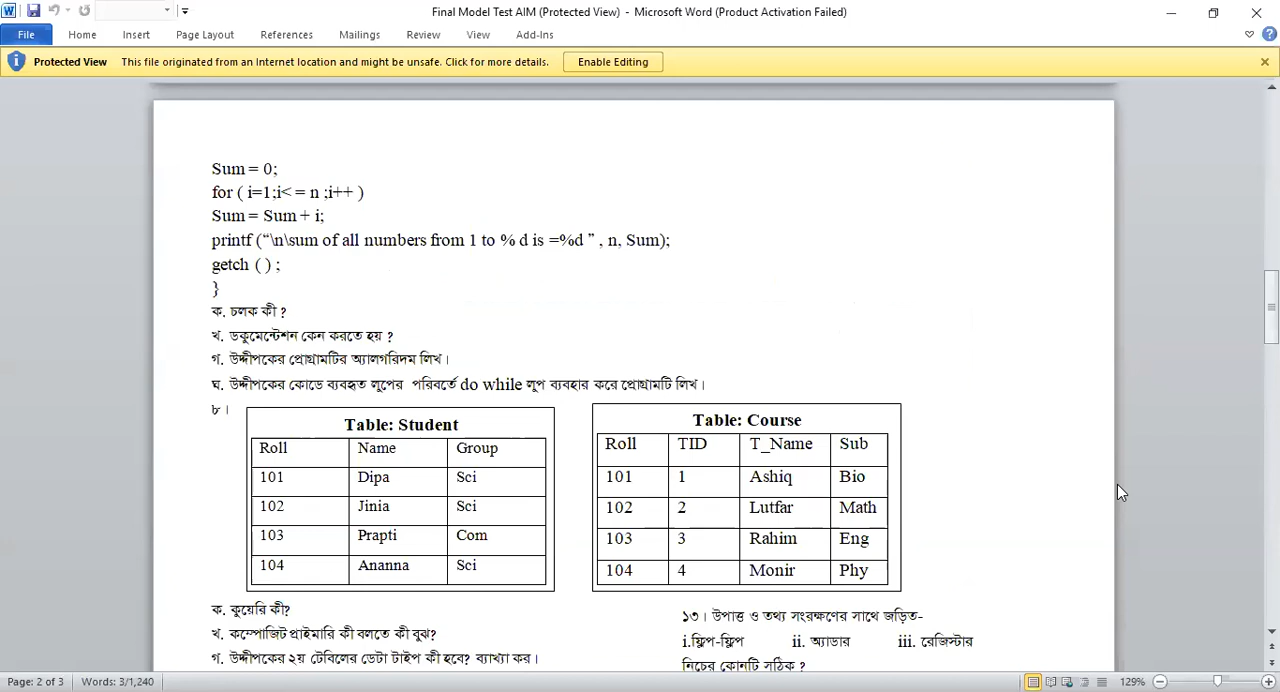 Final Model Test AIM (Protected View) - Microsoft Word (Product Activation Failed)
File Home Insert Page Layout References Mailings Review View Add-Ins
Protected View This file originated from an Internet location and might be unsafe. Click for more details. Enable Editing
Sum = 0;
for ( i=1;i< = n ;i++ )
Sum = Sum + i;
printf (“\n\sum of all numbers from 1 to % d is =%d ” , n, Sum);
getch ( ) ;
}
ক. চলক কী ?
খ. ডকুমেন্টেশন কেন করতে হয় ?
গ. উদ্দীপকের প্রোগ্রামটির অ্যালগরিদম লিখ।
ঘ. উদ্দীপকের কোডে ব্যবহৃত লুপের পরিবর্তে do while লুপ ব্যবহার করে প্রোগ্রামটি লিখ।
৮।
Table: Student
Roll Name Group
101 Dipa Sci
102 Jinia Sci
103 Prapti Com
104 Ananna Sci
Table: Course
Roll TID T_Name Sub
101 1 Ashiq Bio
102 2 Lutfar Math
103 3 Rahim Eng
104 4 Monir Phy
ক. কুয়েরি কী?
খ. কম্পোজিট প্রাইমারি কী বলতে কী বুঝ?
গ. উদ্দীপকের ২য় টেবিলের ডেটা টাইপ কী হবে? ব্যাখ্যা কর।
১৩। উপাত্ত ও তথ্য সংরক্ষণের সাথে জড়িত-
i.ফ্লিপ-ফ্লিপ ii. অ্যাডার iii. রেজিস্টার
নিচের কোনটি সঠিক ?
Page: 2 of 3 Words: 3/1,240 129%